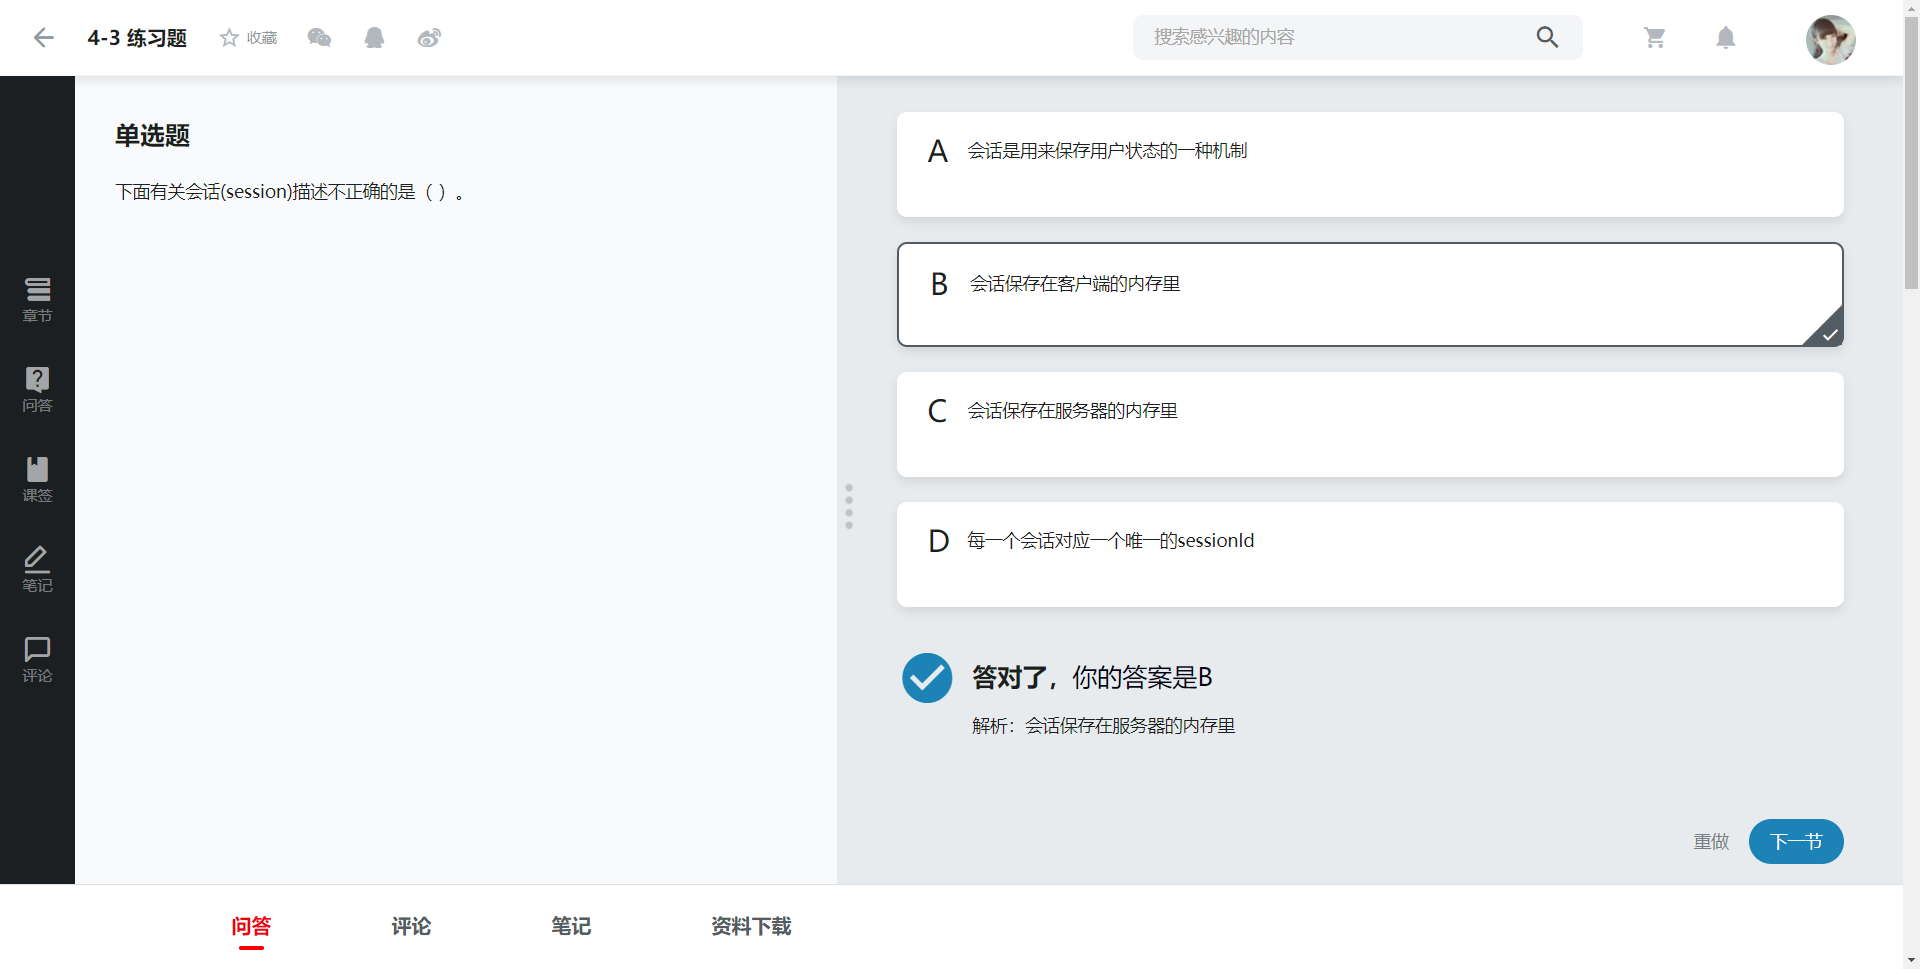 4-3 练习题
收藏
搜索感兴趣的内容
章节
问答
课签
笔记
评论
单选题
下面有关会话(session)描述不正确的是（ ）。
A 会话是用来保存用户状态的一种机制
B 会话保存在客户端的内存里
C 会话保存在服务器的内存里
D 每一个会话对应一个唯一的sessionId
答对了，你的答案是B
解析：会话保存在服务器的内存里
重做
下一节
问答
评论
笔记
资料下载